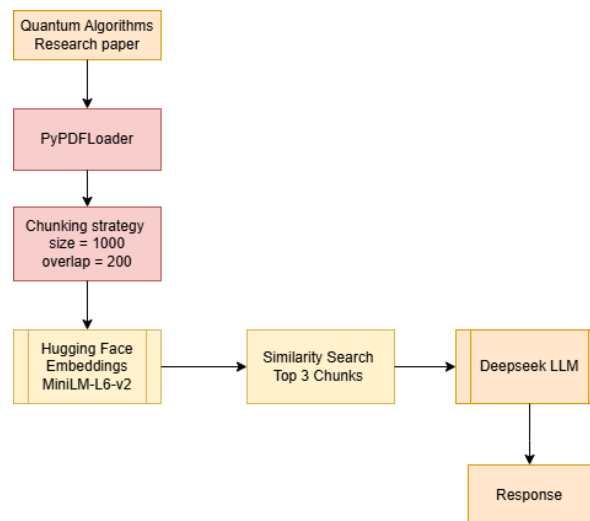 Quantum Algorithms
Research paper
PyPDFLoader
Chunking strategy
size = 1000
overlap = 200
Hugging Face
Embeddings
MiniLM-L6-v2
Similarity Search
Top 3 Chunks
Deepseek LLM
Response